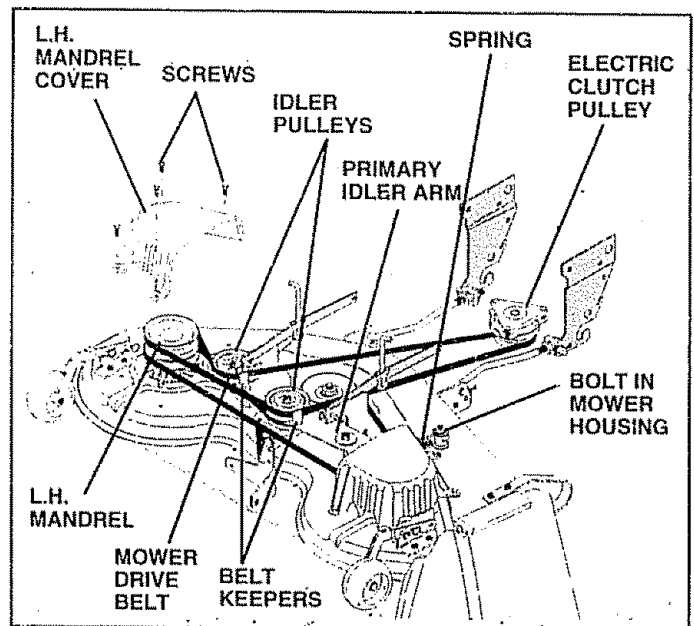 L.H.
MANDREL
COVER
SCREWS
IDLER
PULLEYS
PRIMARY
IDLER ARM
SPRING
ELECTRIC
CLUTCH
PULLEY
BOLT IN
MOWER
HOUSING
L.H.
MANDREL
MOWER
DRIVE
BELT
BELT
KEEPERS